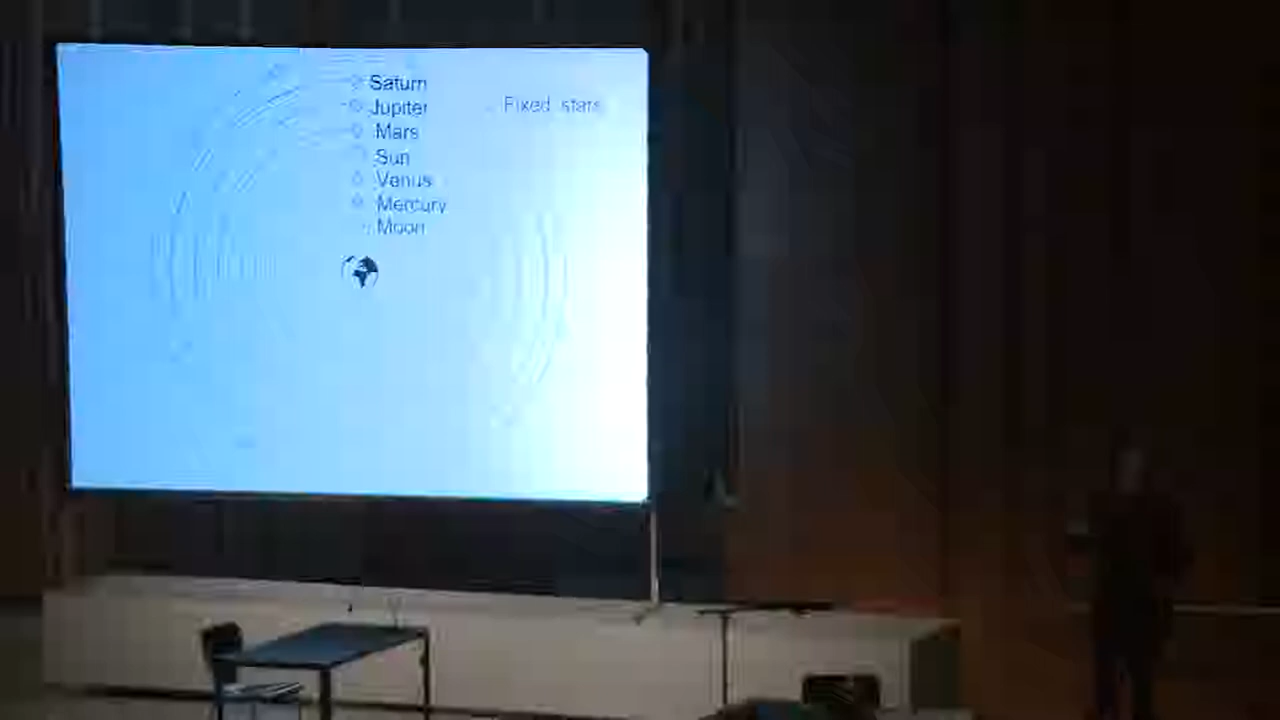 Saturn
Jupiter
Fixed stars
Mars
Sun
Venus
Mercury
Moon